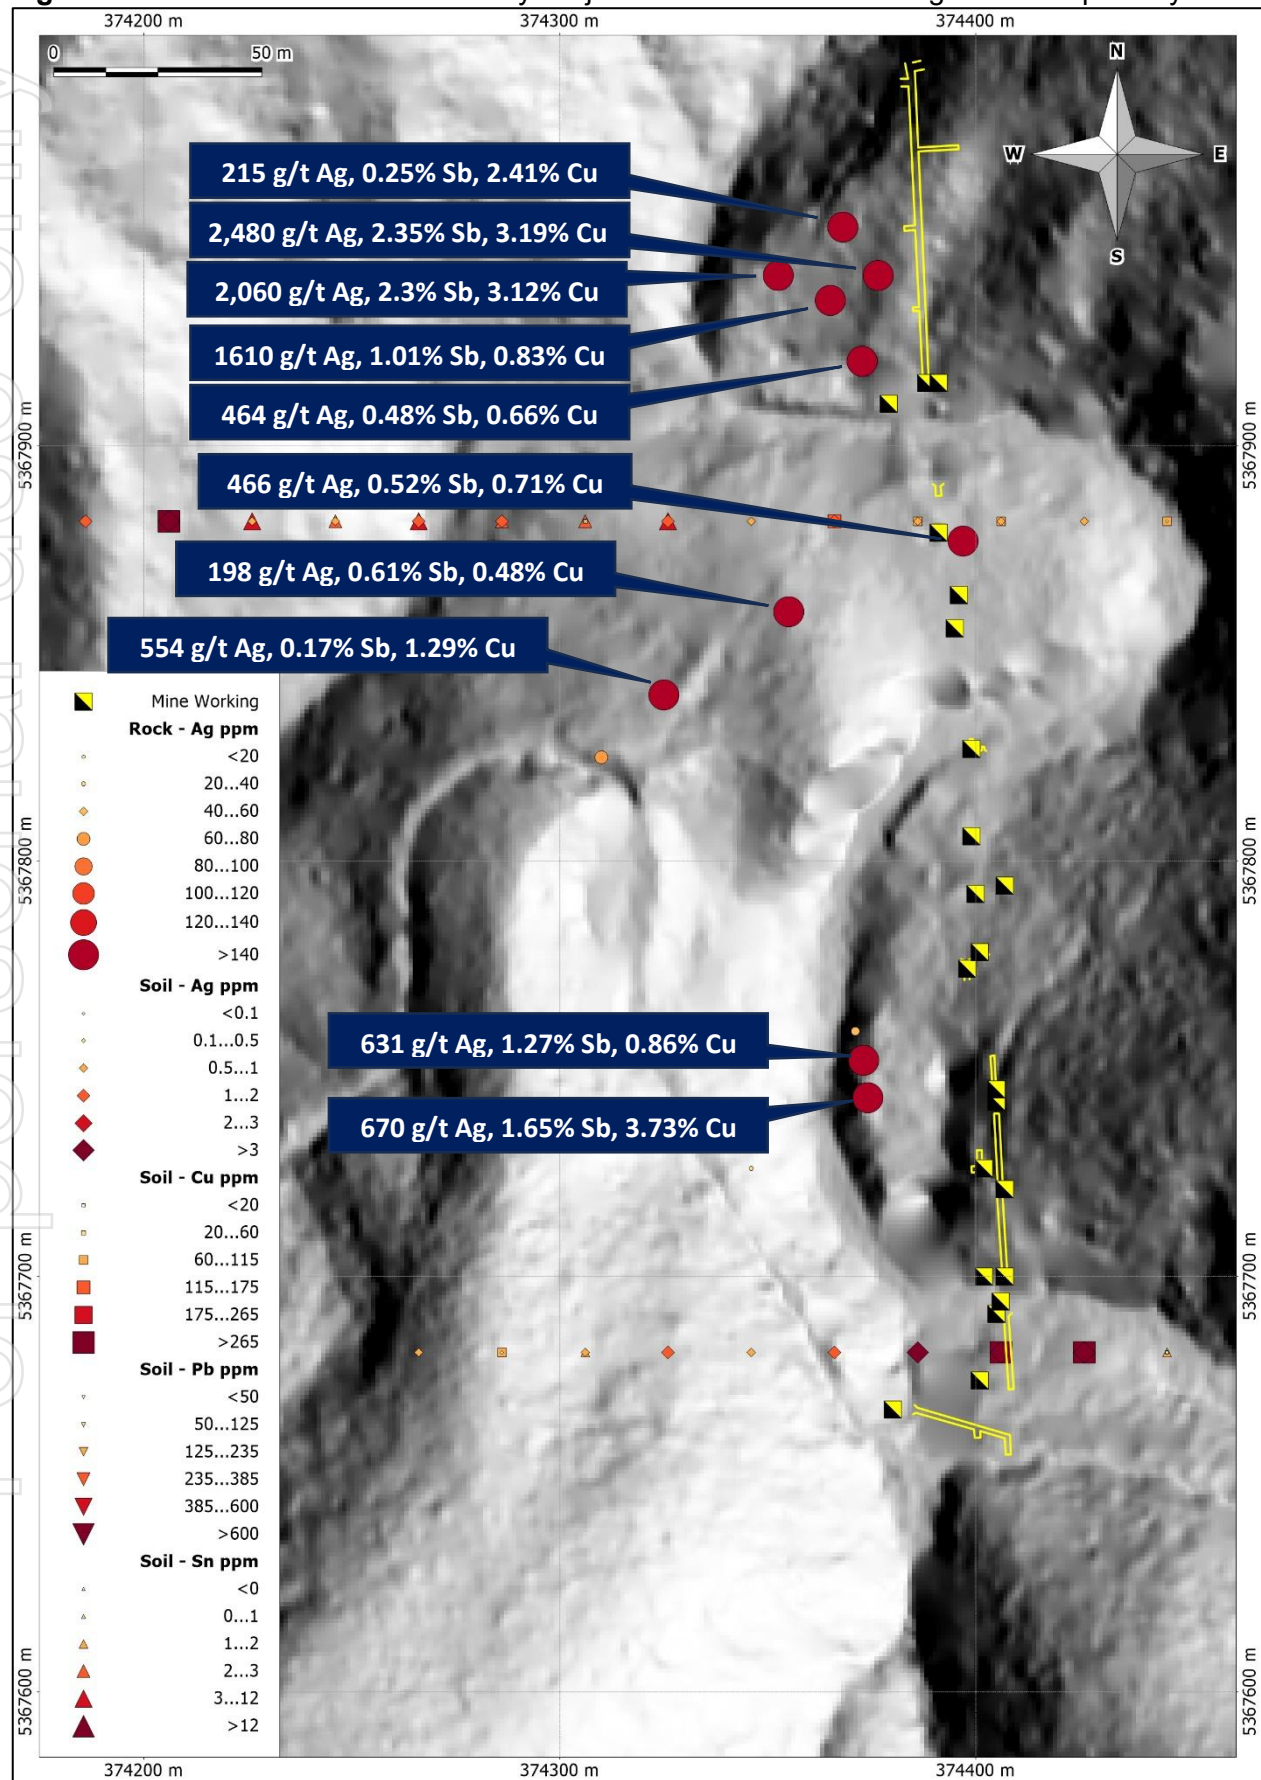 374200 m
374300 m
374400 m
0
50 m
N
W
E
S
215 g/t Ag, 0.25% Sb, 2.41% Cu
2,480 g/t Ag, 2.35% Sb, 3.19% Cu
2,060 g/t Ag, 2.3% Sb, 3.12% Cu
1610 g/t Ag, 1.01% Sb, 0.83% Cu
464 g/t Ag, 0.48% Sb, 0.66% Cu
5367900 m
5367900 m
466 g/t Ag, 0.52% Sb, 0.71% Cu
198 g/t Ag, 0.61% Sb, 0.48% Cu
554 g/t Ag, 0.17% Sb, 1.29% Cu
Mine Working
Rock - Ag ppm
<20
20...40
40...60
60...80
80...100
100...120
120...140
>140
Soil - Ag ppm
<0.1
0.1...0.5
0.5...1
1...2
2...3
>3
Soil - Cu ppm
<20
20...60
60...115
115...175
175...265
>265
Soil - Pb ppm
<50
50...125
125...235
235...385
385...600
>600
Soil - Sn ppm
<0
0...1
1...2
2...3
3...12
>12
5367800 m
5367800 m
631 g/t Ag, 1.27% Sb, 0.86% Cu
670 g/t Ag, 1.65% Sb, 3.73% Cu
5367700 m
5367700 m
5367600 m
5367600 m
374200 m
374300 m
374400 m